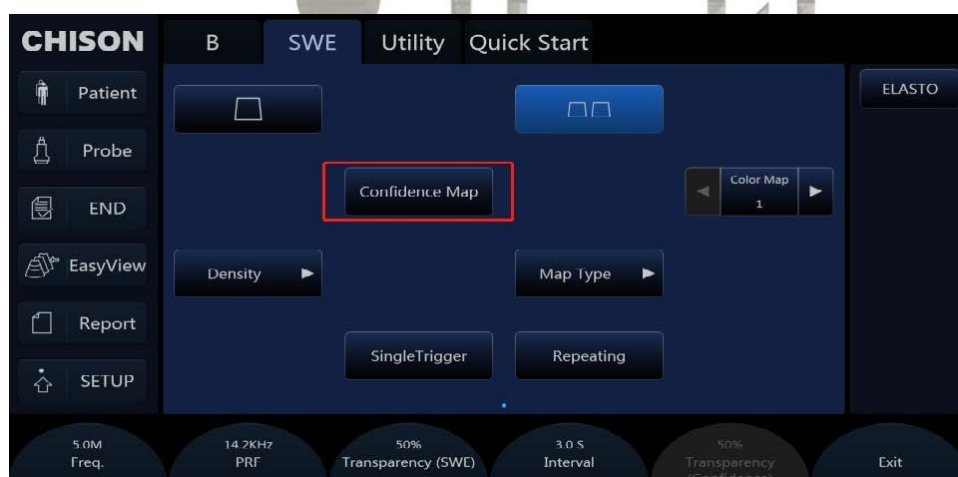 CHISON
B SWE Utility Quick Start
Patient
ELASTO
Probe
Confidence Map
Color Map
1
END
EasyView
Density
Map Type
Report
SingleTrigger
Repeating
SETUP
5.0M
Freq.
14.2KHz
PRF
50%
Transparency (SWE)
3.0 S
Interval
50%
Transparency
(Confidence)
Exit